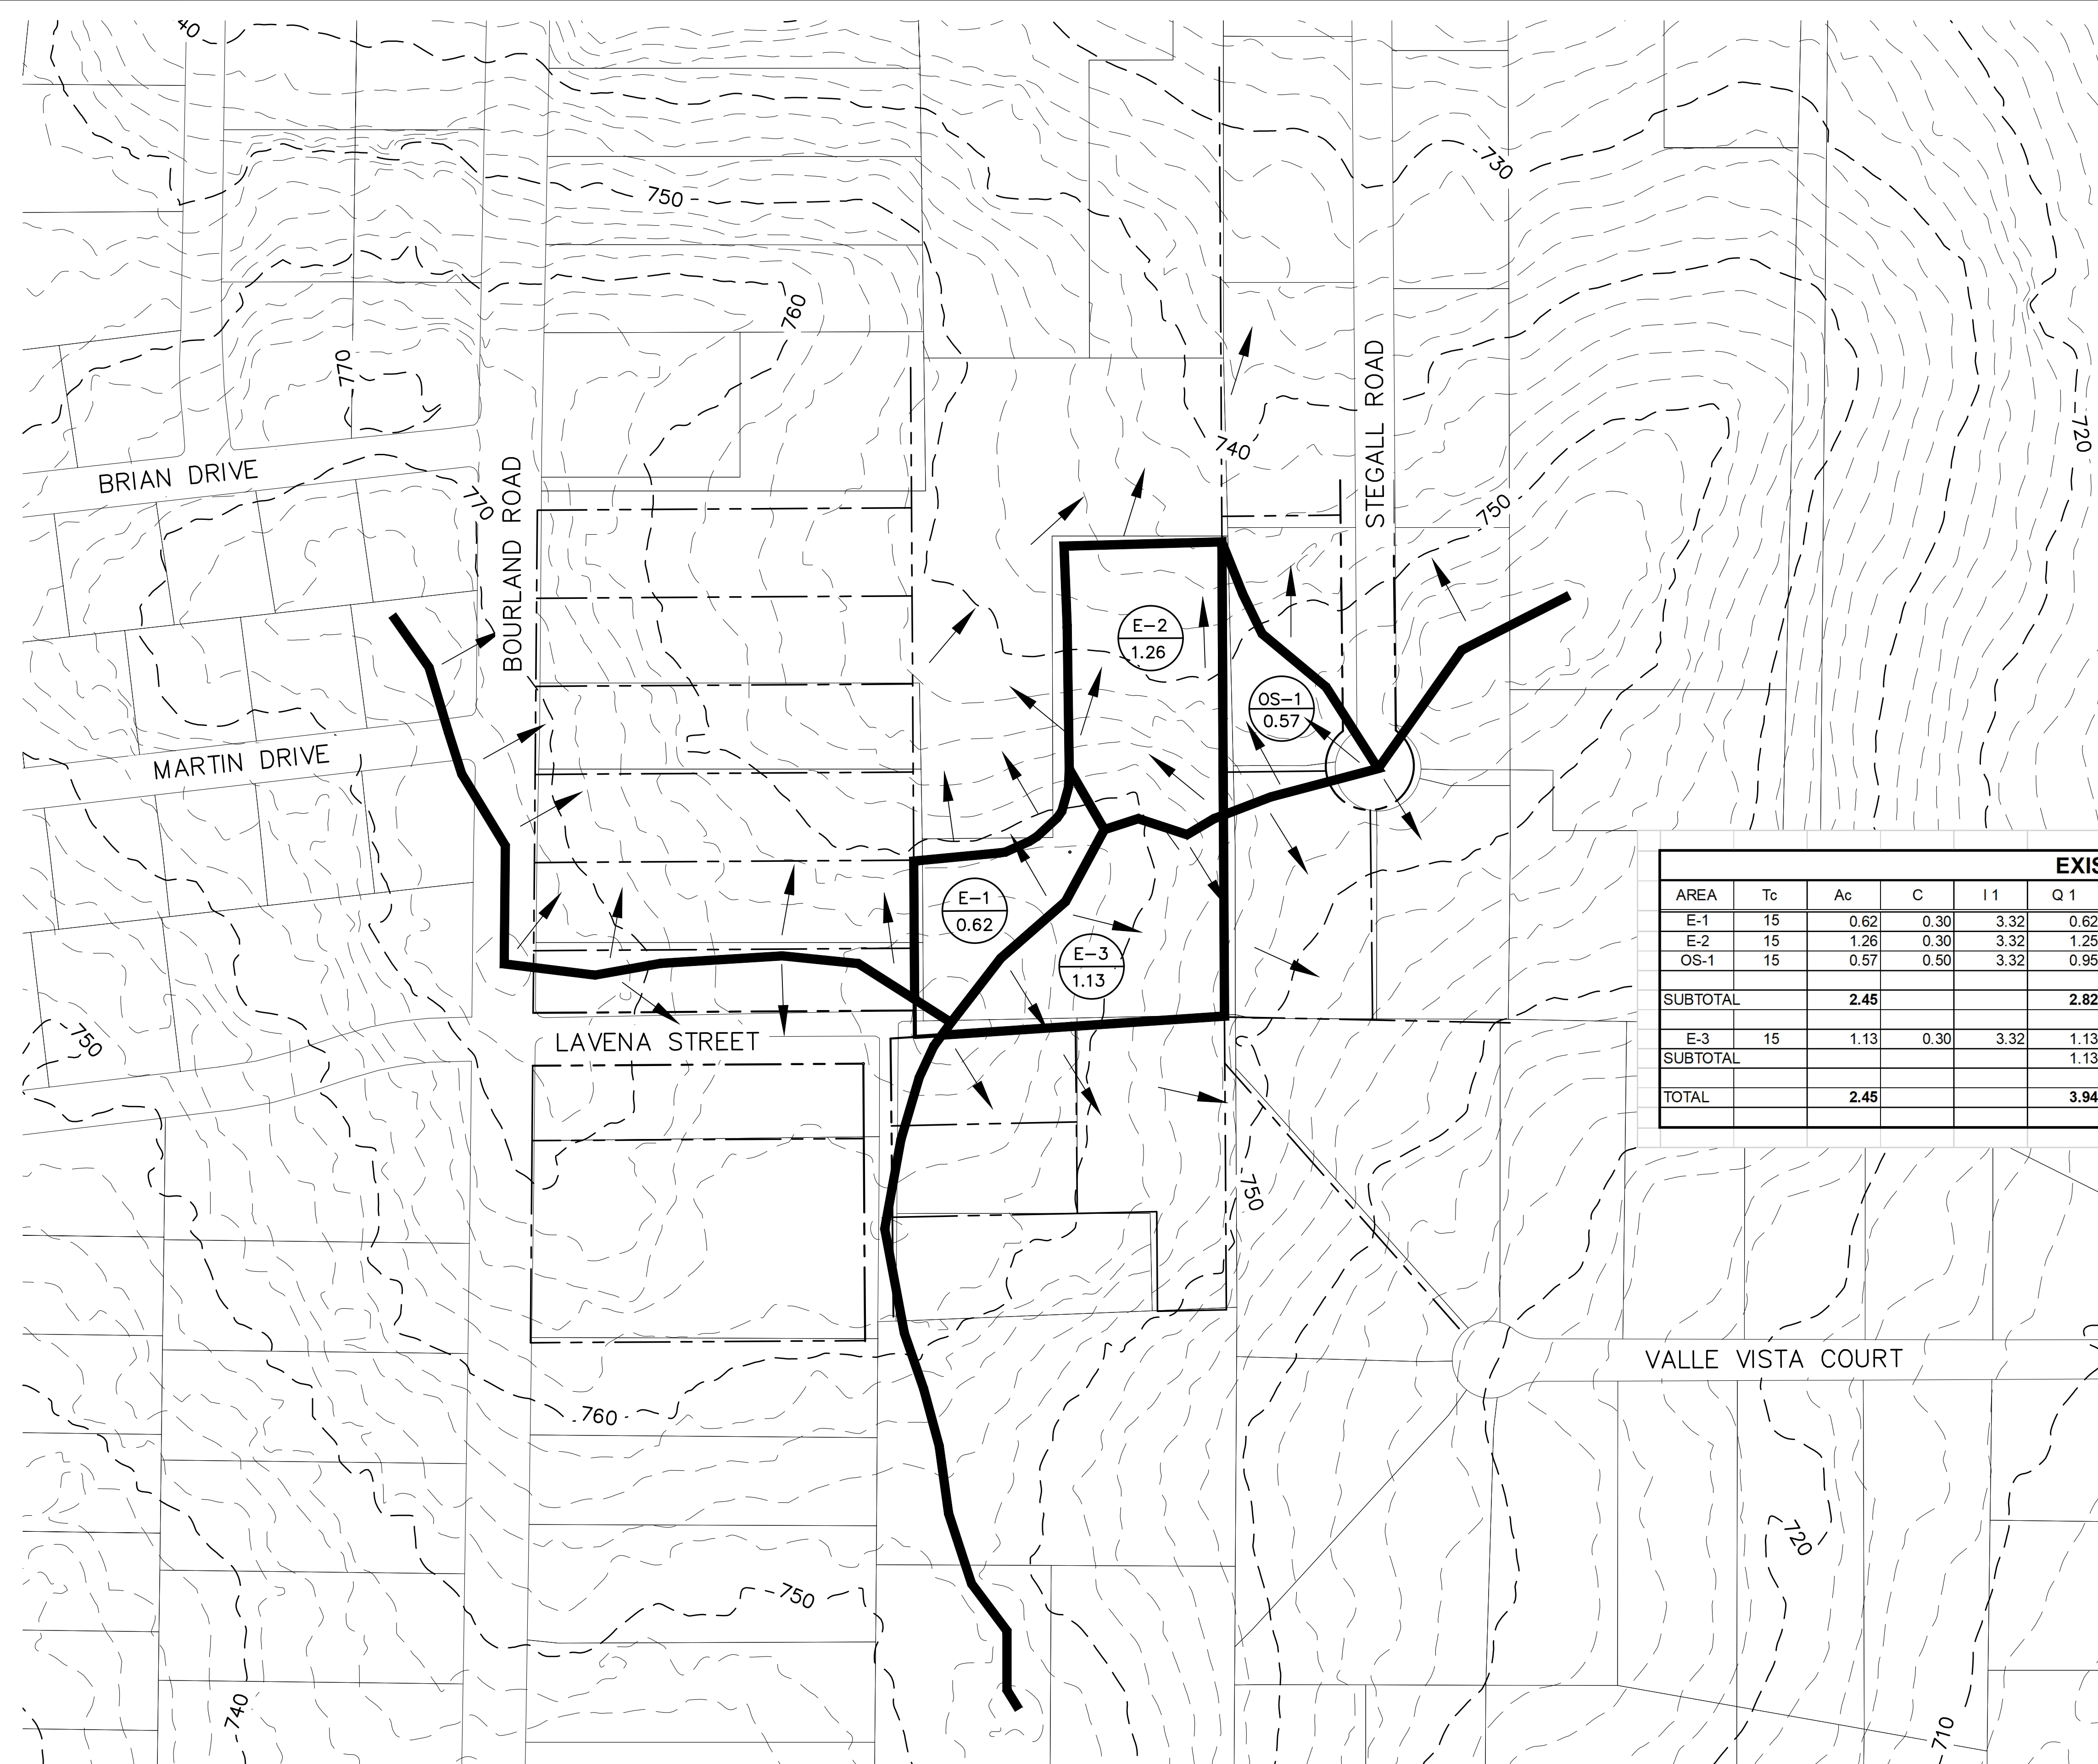 40
730
750
760
770
740
720
BRIAN DRIVE
770
BOURLAND ROAD
STEGALL ROAD
750
E-2
1.26
OS-1
0.57
MARTIN DRIVE
E-1
0.62
E-3
1.13
EXIS
AREA Tc Ac C I 1 Q 1
E-1 15 0.62 0.30 3.32 0.62
E-2 15 1.26 0.30 3.32 1.25
OS-1 15 0.57 0.50 3.32 0.95
SUBTOTAL 2.45 2.82
E-3 15 1.13 0.30 3.32 1.13
SUBTOTAL 1.13
TOTAL 2.45 3.94
750
LAVENA STREET
750
VALLE VISTA COURT
760
720
750
740
710